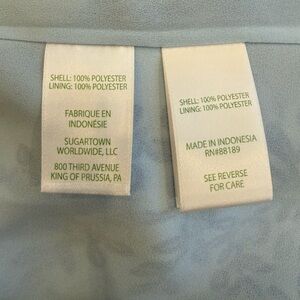 SHELL: 100% POLYESTER
LINING: 100% POLYESTER
FABRIQUE EN
INDONÉSIE
SUGARTOWN
WORLDWIDE, LLC
800 THIRD AVENUE
KING OF PRUSSIA, PA
SHELL: 100% POLYESTER
LINING: 100% POLYESTER
MADE IN INDONESIA
RN#88189
SEE REVERSE
FOR CARE